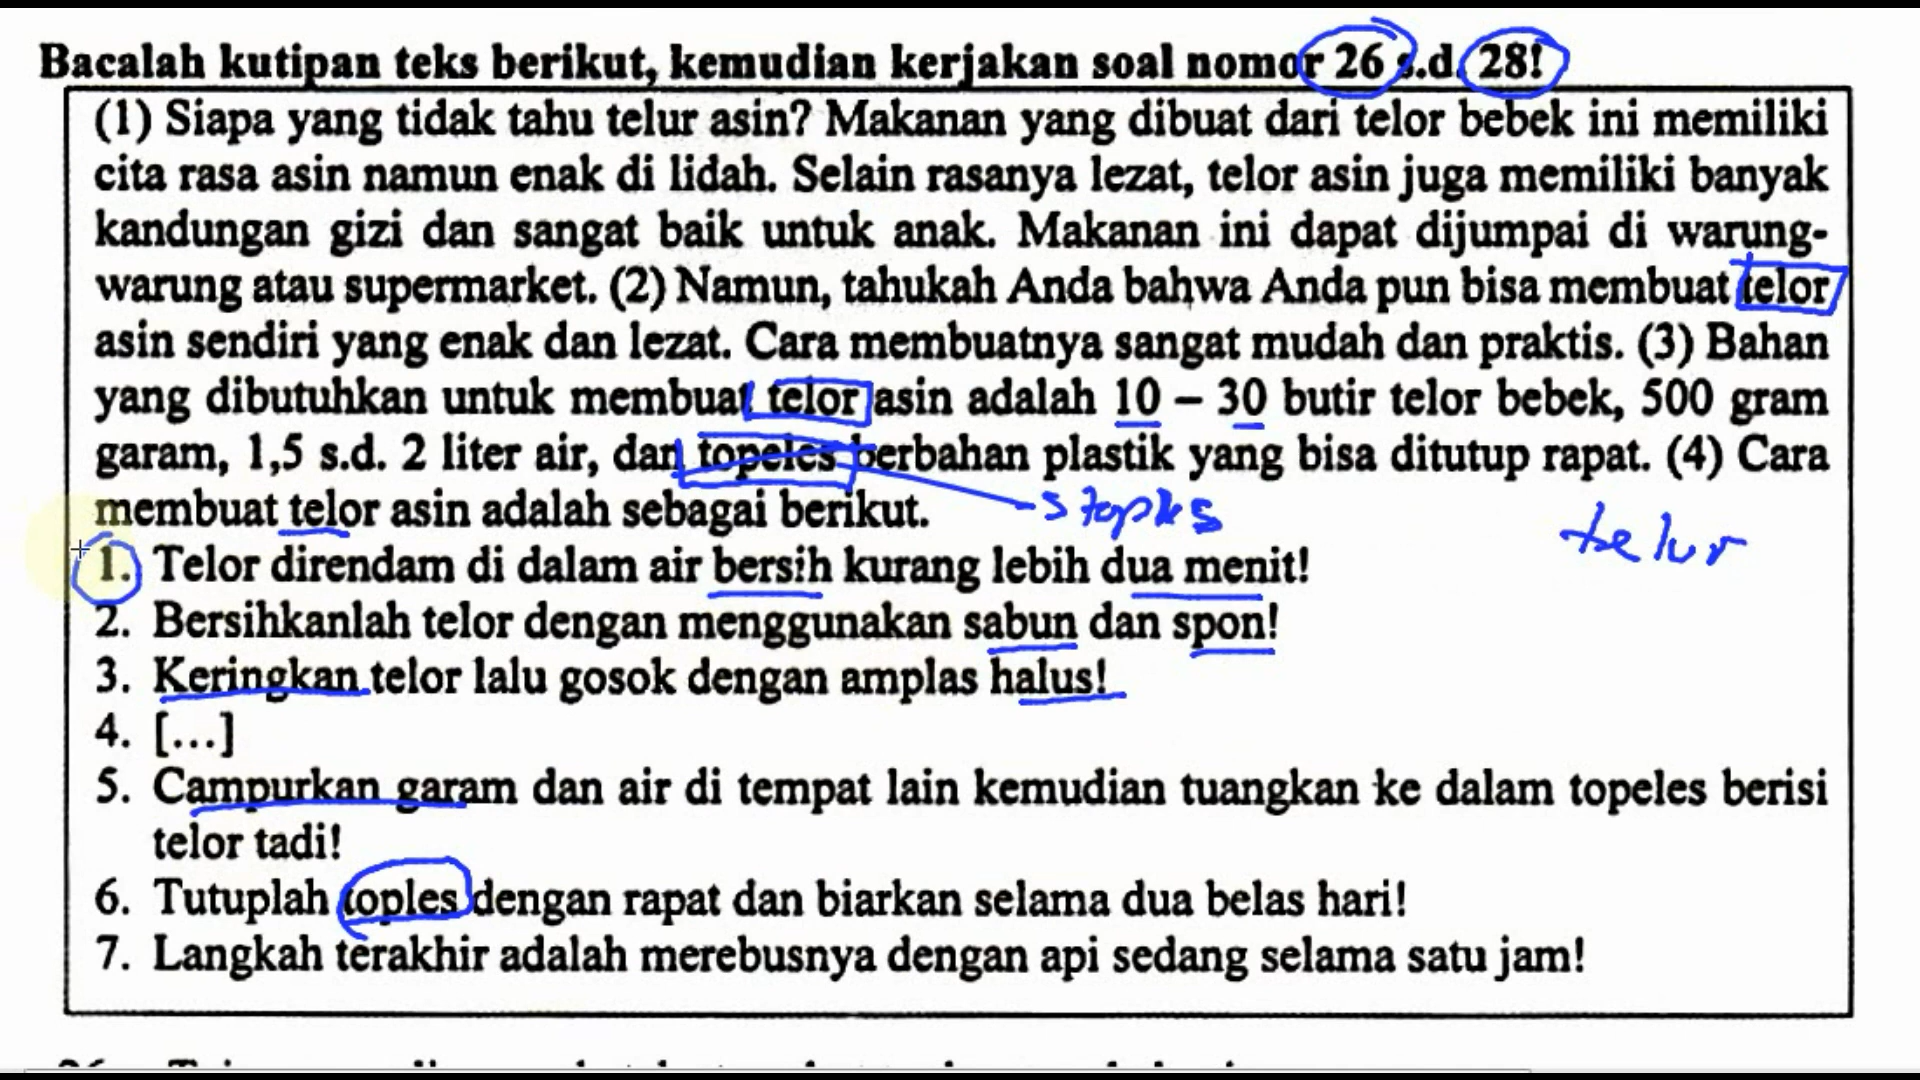 Bacalah kutipan teks berikut, kemudian kerjakan soal nomor 26 s.d. 28!
(1) Siapa yang tidak tahu telur asin? Makanan yang dibuat dari telor bebek ini memiliki
cita rasa asin namun enak di lidah. Selain rasanya lezat, telor asin juga memiliki banyak
kandungan gizi dan sangat baik untuk anak. Makanan ini dapat dijumpai di warung-
warung atau supermarket. (2) Namun, tahukah Anda bahwa Anda pun bisa membuat telor
asin sendiri yang enak dan lezat. Cara membuatnya sangat mudah dan praktis. (3) Bahan
yang dibutuhkan untuk membuat telor asin adalah 10 – 30 butir telor bebek, 500 gram
garam, 1,5 s.d. 2 liter air, dan topeles berbahan plastik yang bisa ditutup rapat. (4) Cara
membuat telor asin adalah sebagai berikut.
stoples
telur
1. Telor direndam di dalam air bersih kurang lebih dua menit!
2. Bersihkanlah telor dengan menggunakan sabun dan spon!
3. Keringkan telor lalu gosok dengan amplas halus!
4. [...]
5. Campurkan garam dan air di tempat lain kemudian tuangkan ke dalam topeles berisi
telor tadi!
6. Tutuplah toples dengan rapat dan biarkan selama dua belas hari!
7. Langkah terakhir adalah merebusnya dengan api sedang selama satu jam!